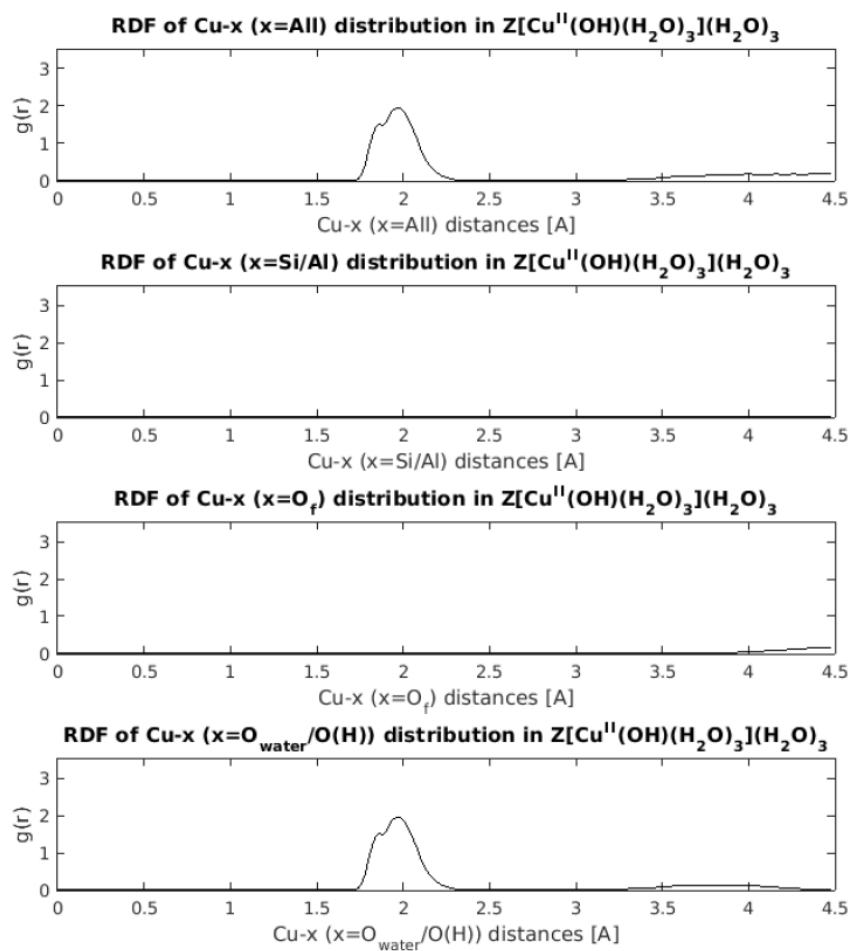 RDF of Cu-x (x=All) distribution in Z[Cu^II(OH)(H₂O)₃](H₂O)₃
3
2
1
0
g(r)
0 0.5 1 1.5 2 2.5 3 3.5 4 4.5
Cu-x (x=All) distances [A]
RDF of Cu-x (x=Si/Al) distribution in Z[Cu^II(OH)(H₂O)₃](H₂O)₃
3
2
1
0
g(r)
0 0.5 1 1.5 2 2.5 3 3.5 4 4.5
Cu-x (x=Si/Al) distances [A]
RDF of Cu-x (x=O_f) distribution in Z[Cu^II(OH)(H₂O)₃](H₂O)₃
3
2
1
0
g(r)
0 0.5 1 1.5 2 2.5 3 3.5 4 4.5
Cu-x (x=O_f) distances [A]
RDF of Cu-x (x=O_water/O(H)) distribution in Z[Cu^II(OH)(H₂O)₃](H₂O)₃
3
2
1
0
g(r)
0 0.5 1 1.5 2 2.5 3 3.5 4 4.5
Cu-x (x=O_water/O(H)) distances [A]